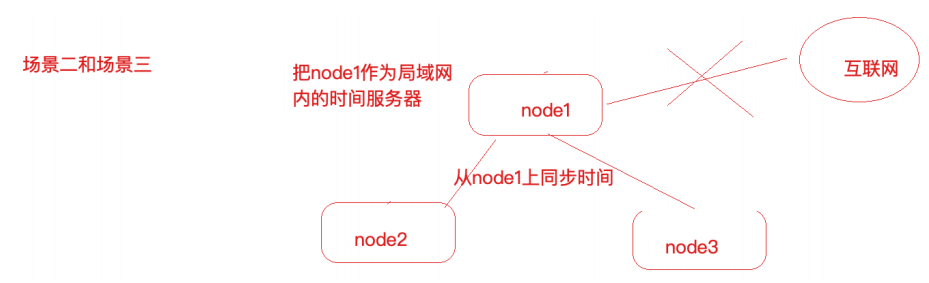 场景二和场景三
把node1作为局域网
内的时间服务器
互联网
node1
从node1上同步时间
node2
node3